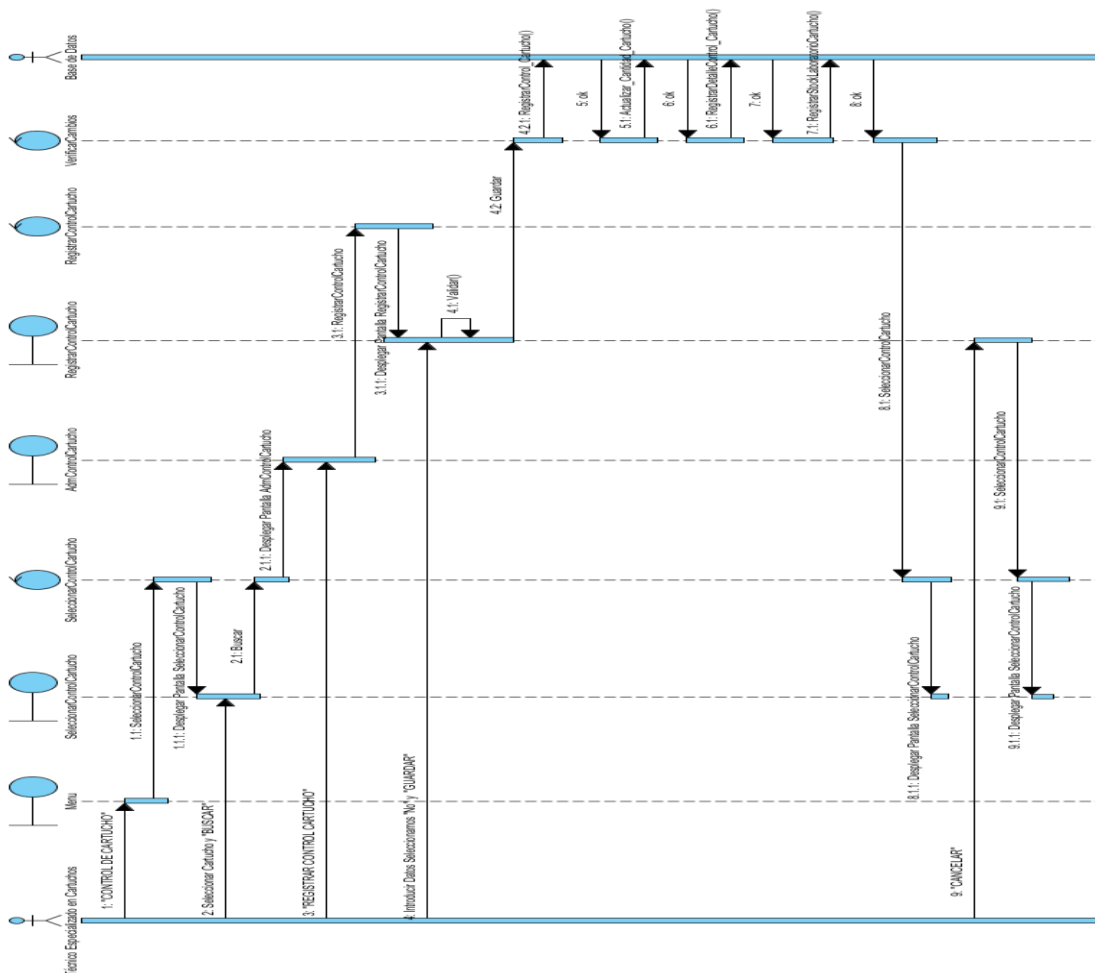 Técnico Especializado en Cartuchos
Menu
SeleccionarControlCartucho
SeleccionarControlCartucho
AdmControlCartucho
RegistrarControlCartucho
RegistrarControlCartucho
VerificaCambios
Base de Datos
1: "CONTROL DE CARTUCHO"
1.1: SeleccionarControlCartucho
1.1.1: Desplegar Pantalla SeleccionarControlCartucho
2: Seleccionar Cartucho y "BUSCAR"
2.1: Buscar
2.1.1: Desplegar Pantalla AdmControlCartucho
3: "REGISTRAR CONTROL CARTUCHO"
3.1: RegistrarControlCartucho
3.1.1: Desplegar Pantalla RegistrarControlCartucho
4: Introducir Datos Seleccionamos "No" y "GUARDAR"
4.1: Validar()
4.2: Guardar
4.2.1: RegistrarControl_Cartucho()
5: ok
5.1: Actualizar_Cantidad_Cartucho()
6: ok
6.1: RegistrarDetalleControl_Cartucho()
7: ok
7.1: RegistrarStockLaboratorioCartucho()
8: ok
8.1: SeleccionarControlCartucho
8.1.1: Desplegar Pantalla SeleccionarControlCartucho
9: "CANCELAR"
9.1: SeleccionarControlCartucho
9.1.1: Desplegar Pantalla SeleccionarControlCartucho